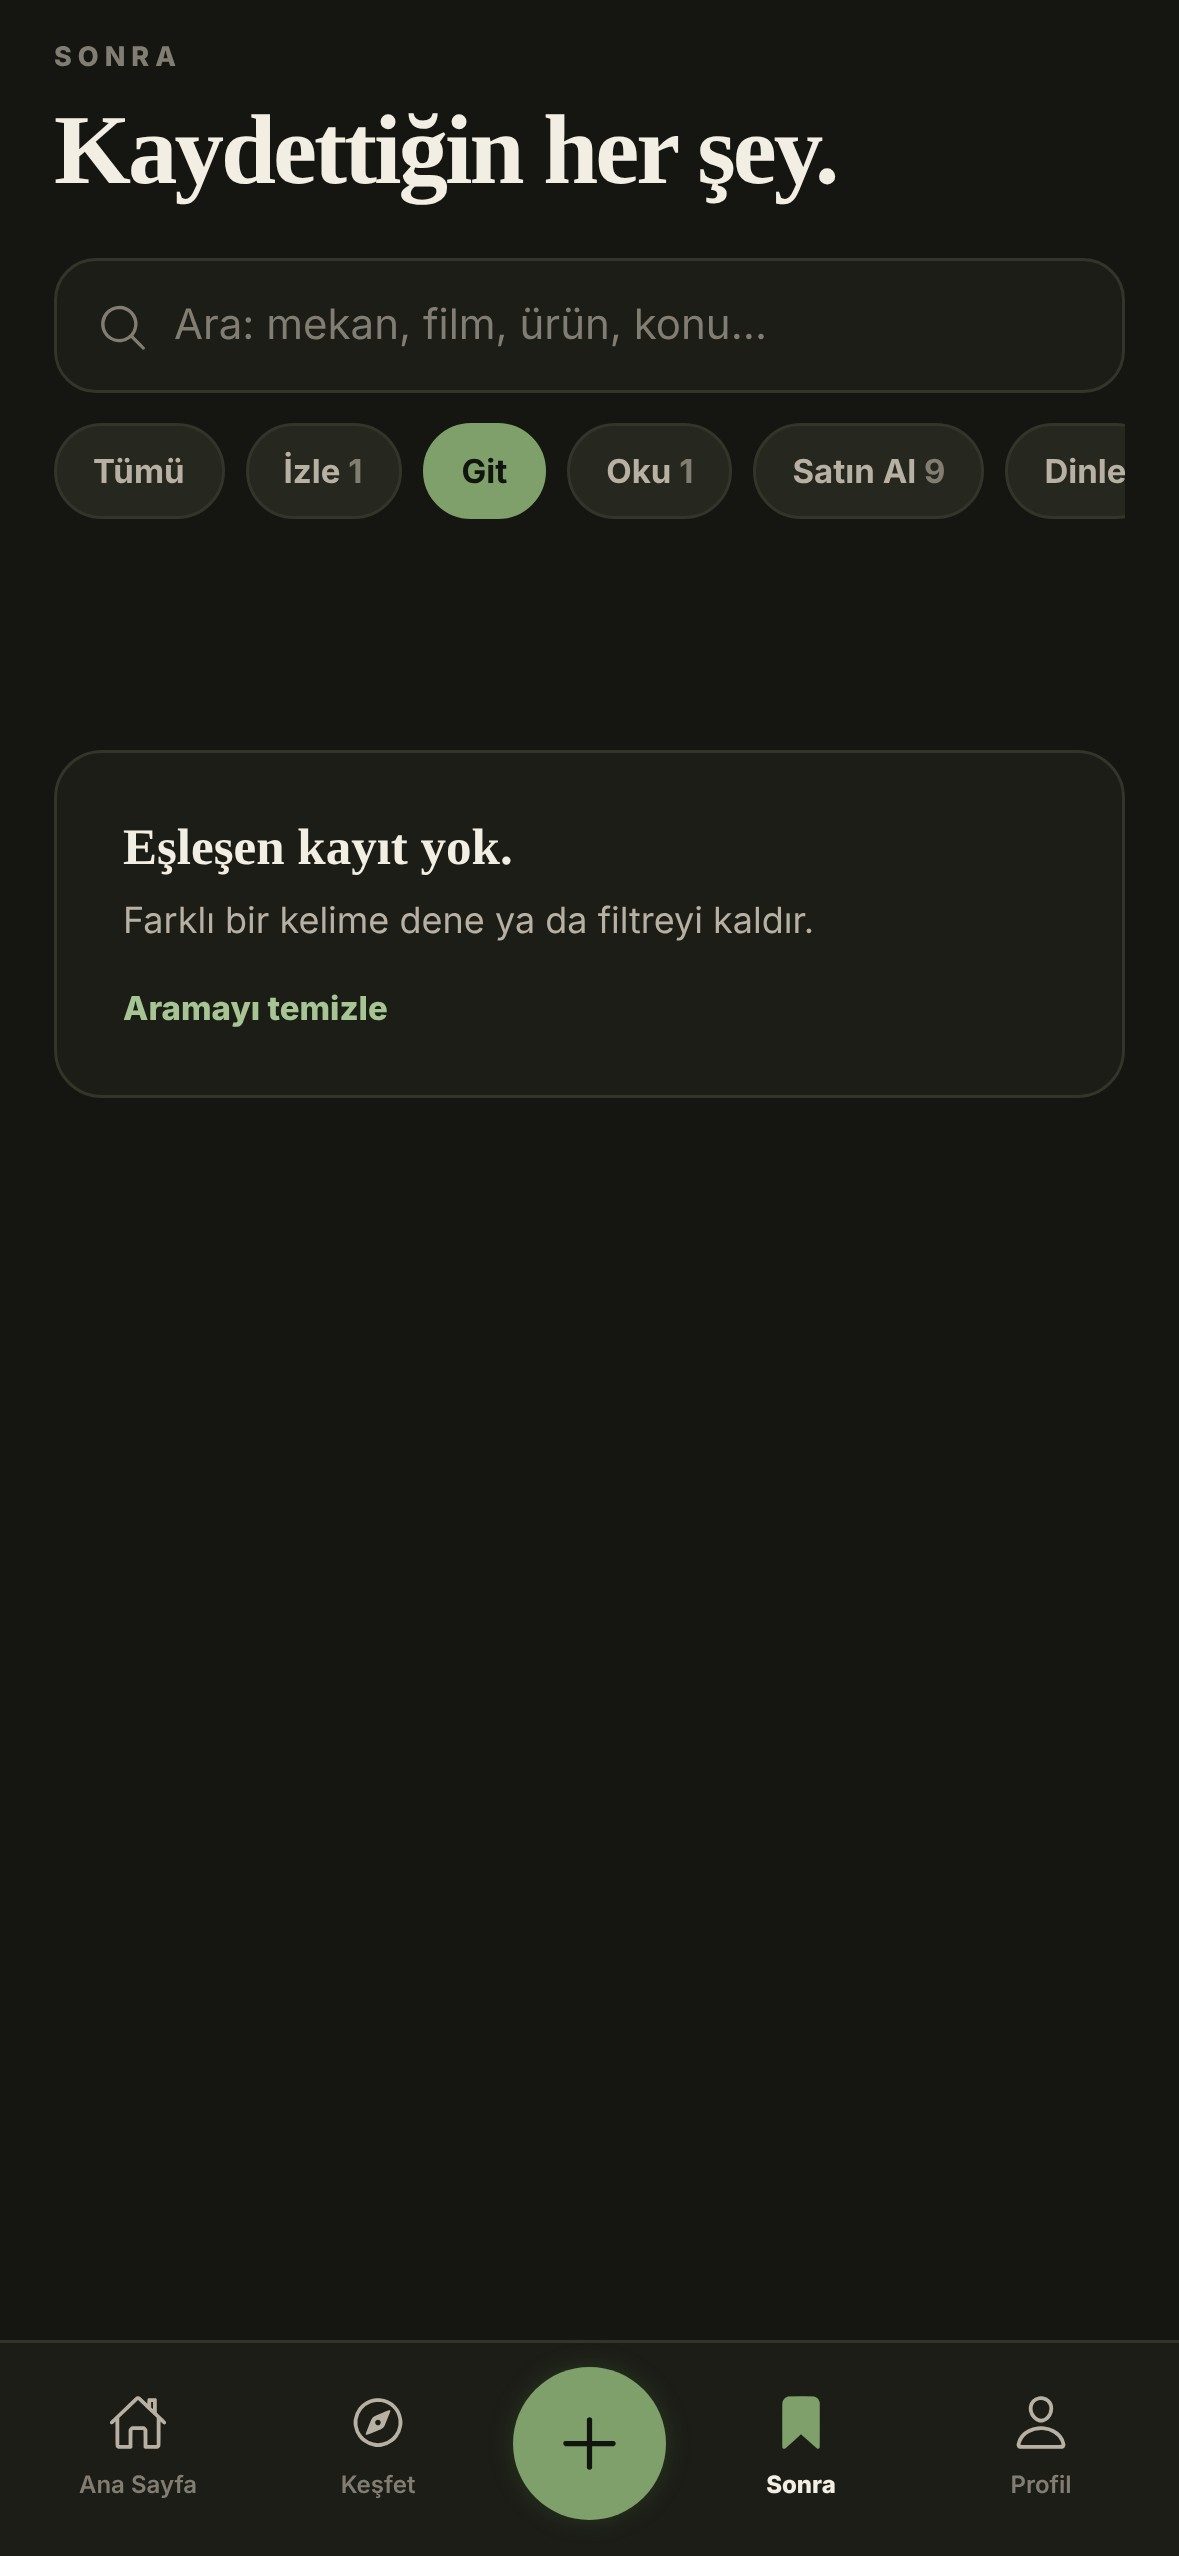 SONRA
Kaydettiğin her şey.
Ara: mekan, film, ürün, konu...
Tümü İzle 1 Git Oku 1 Satın Al 9 Dinle
Eşleşen kayıt yok.
Farklı bir kelime dene ya da filtreyi kaldır.
Aramayı temizle
Ana Sayfa Keşfet Sonra Profil